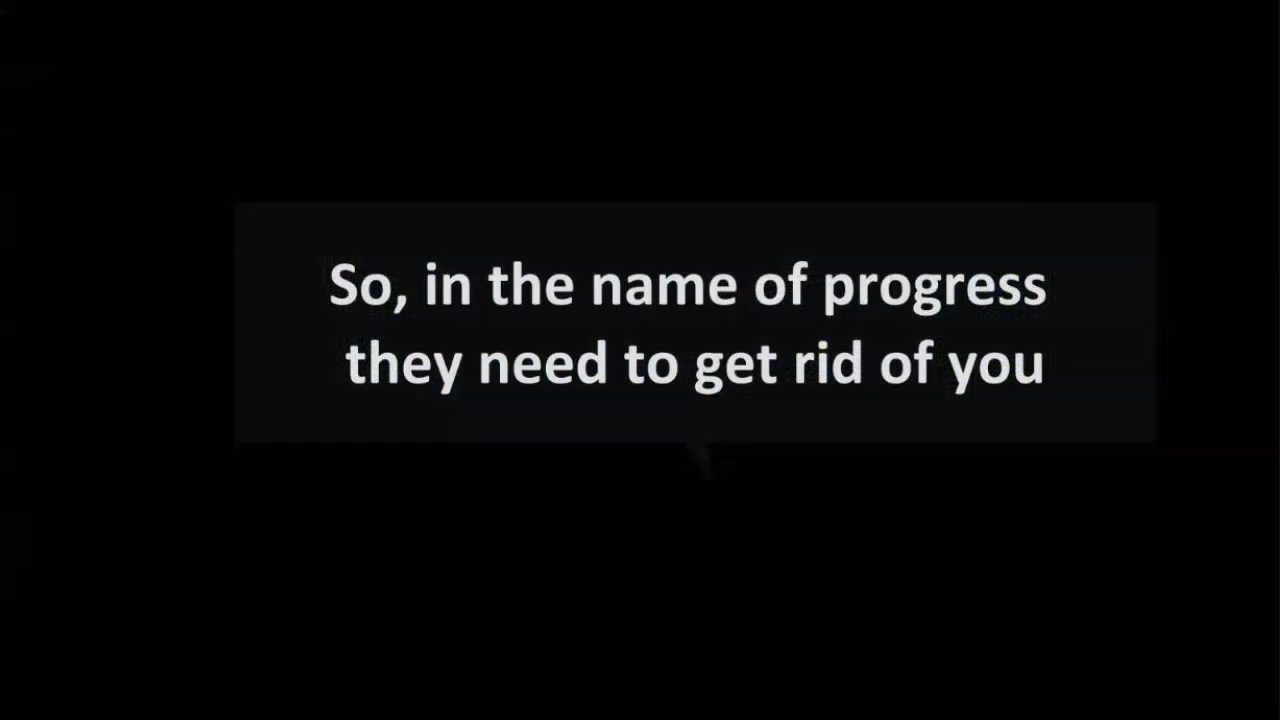 So, in the name of progress
they need to get rid of you